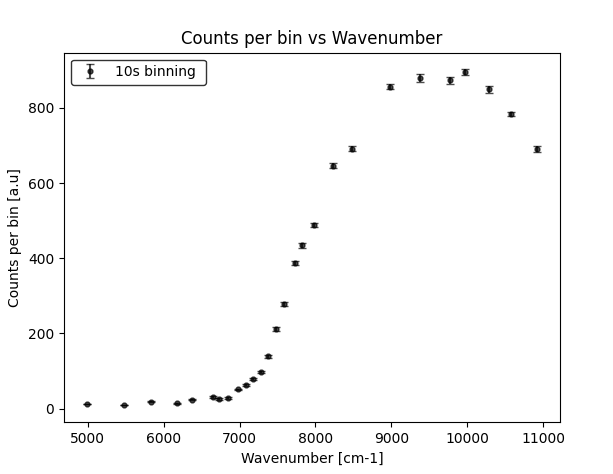 Counts per bin vs Wavenumber
10s binning
Counts per bin [a.u]
800
600
400
200
0
5000 6000 7000 8000 9000 10000 11000
Wavenumber [cm-1]